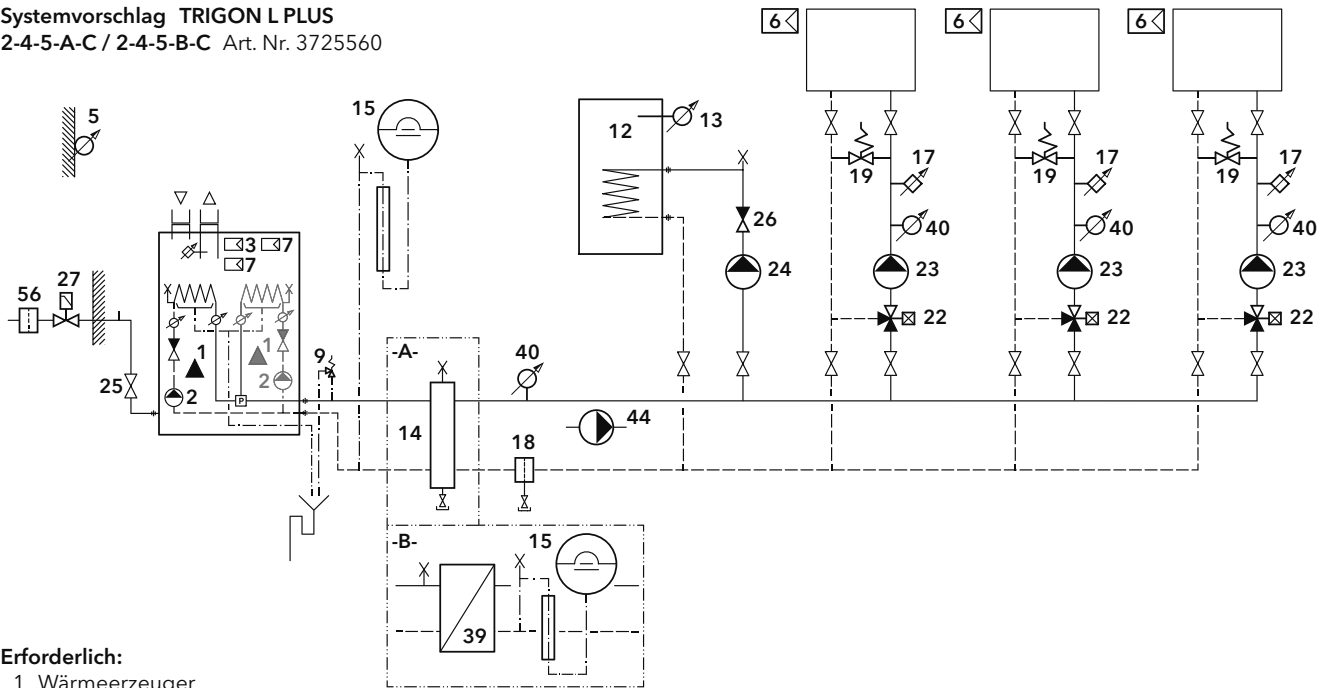 Systemvorschlag TRIGON L PLUS
2-4-5-A-C / 2-4-5-B-C Art. Nr. 3725560
6 6 6
5
15
12 13
17 17 17
19 19 19
26
40 40 40
3 7
7
24 23 23 23
56 27
22 22 22
1 1
9 -A- 40
25 2 2
P
44
14 18
-B- 15
39
Erforderlich:
1 Wärmeerzeuger